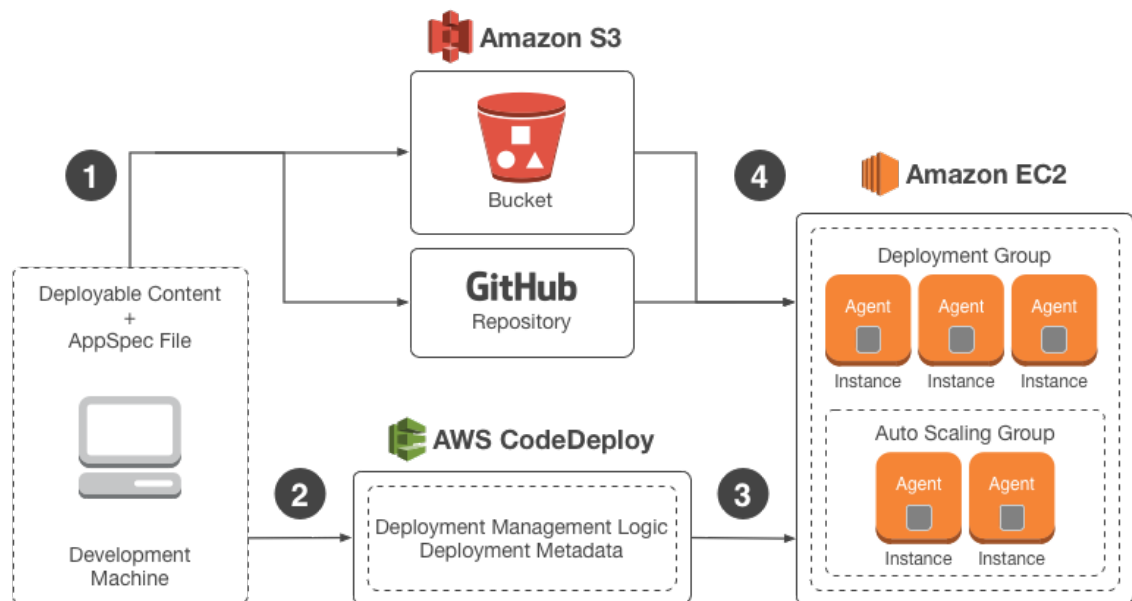 Amazon S3
Bucket
1
4
Amazon EC2
GitHub
Repository
Deployable Content
+
AppSpec File
Development
Machine
2
AWS CodeDeploy
Deployment Management Logic
Deployment Metadata
3
Deployment Group
Agent Agent Agent
Instance Instance Instance
Auto Scaling Group
Agent Agent
Instance Instance